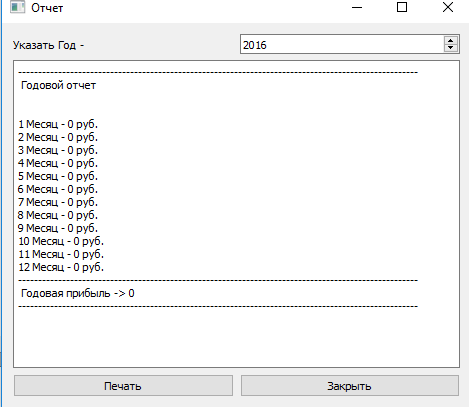 Отчет
Указать Год -
2016
--------------------------------------------------------------------------------
Годовой отчет
1 Месяц - 0 руб.
2 Месяц - 0 руб.
3 Месяц - 0 руб.
4 Месяц - 0 руб.
5 Месяц - 0 руб.
6 Месяц - 0 руб.
7 Месяц - 0 руб.
8 Месяц - 0 руб.
9 Месяц - 0 руб.
10 Месяц - 0 руб.
11 Месяц - 0 руб.
12 Месяц - 0 руб.
--------------------------------------------------------------------------------
Годовая прибыль -> 0
--------------------------------------------------------------------------------
Печать
Закрыть